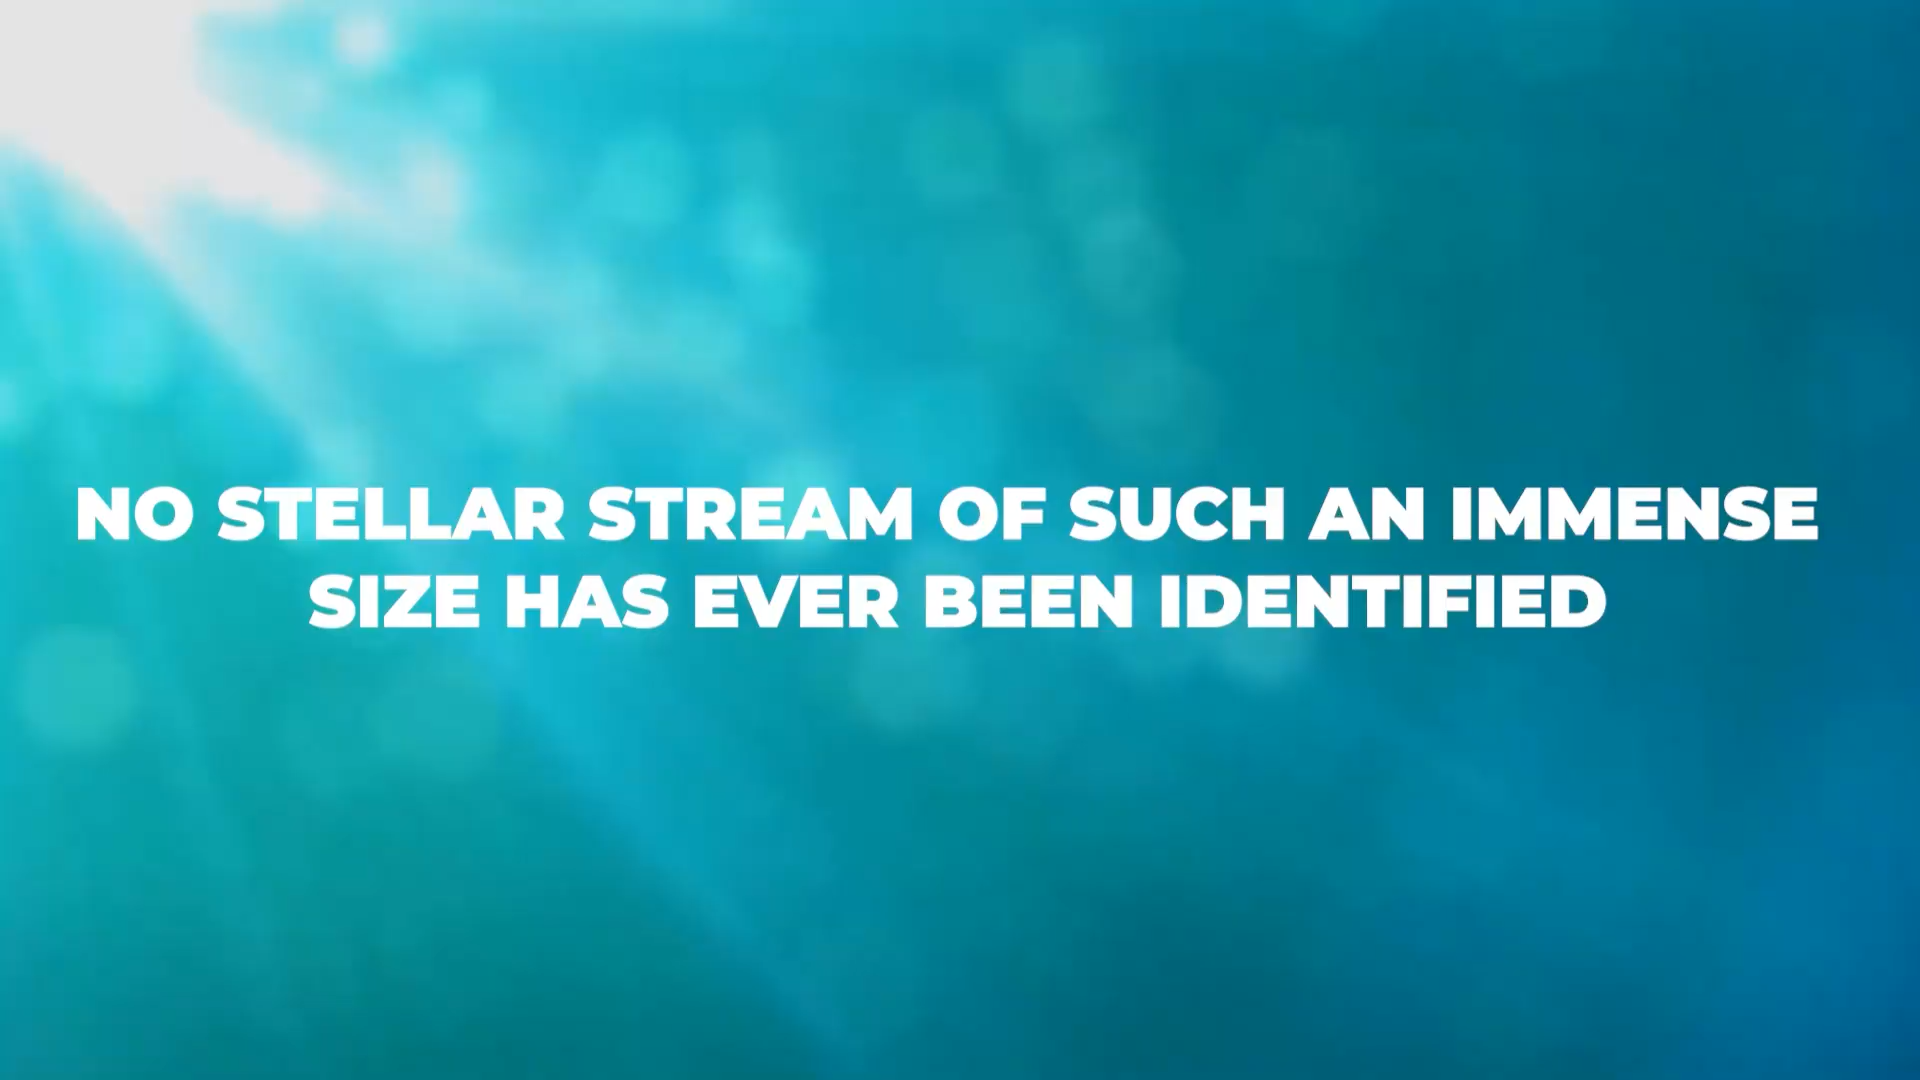 NO STELLAR STREAM OF SUCH AN IMMENSE
SIZE HAS EVER BEEN IDENTIFIED